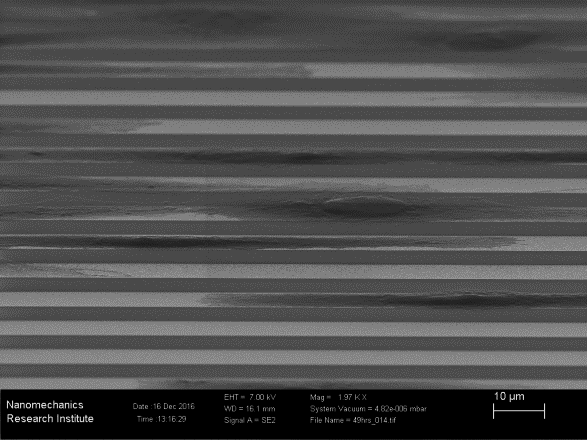 Nanomechanics
Research Institute
Date :16 Dec 2016
Time :13:16:29
EHT = 7.00 kV
WD = 16.1 mm
Signal A = SE2
Mag = 1.97 K X
System Vacuum = 4.82e-006 mbar
File Name = 49hrs_014.tif
10 µm